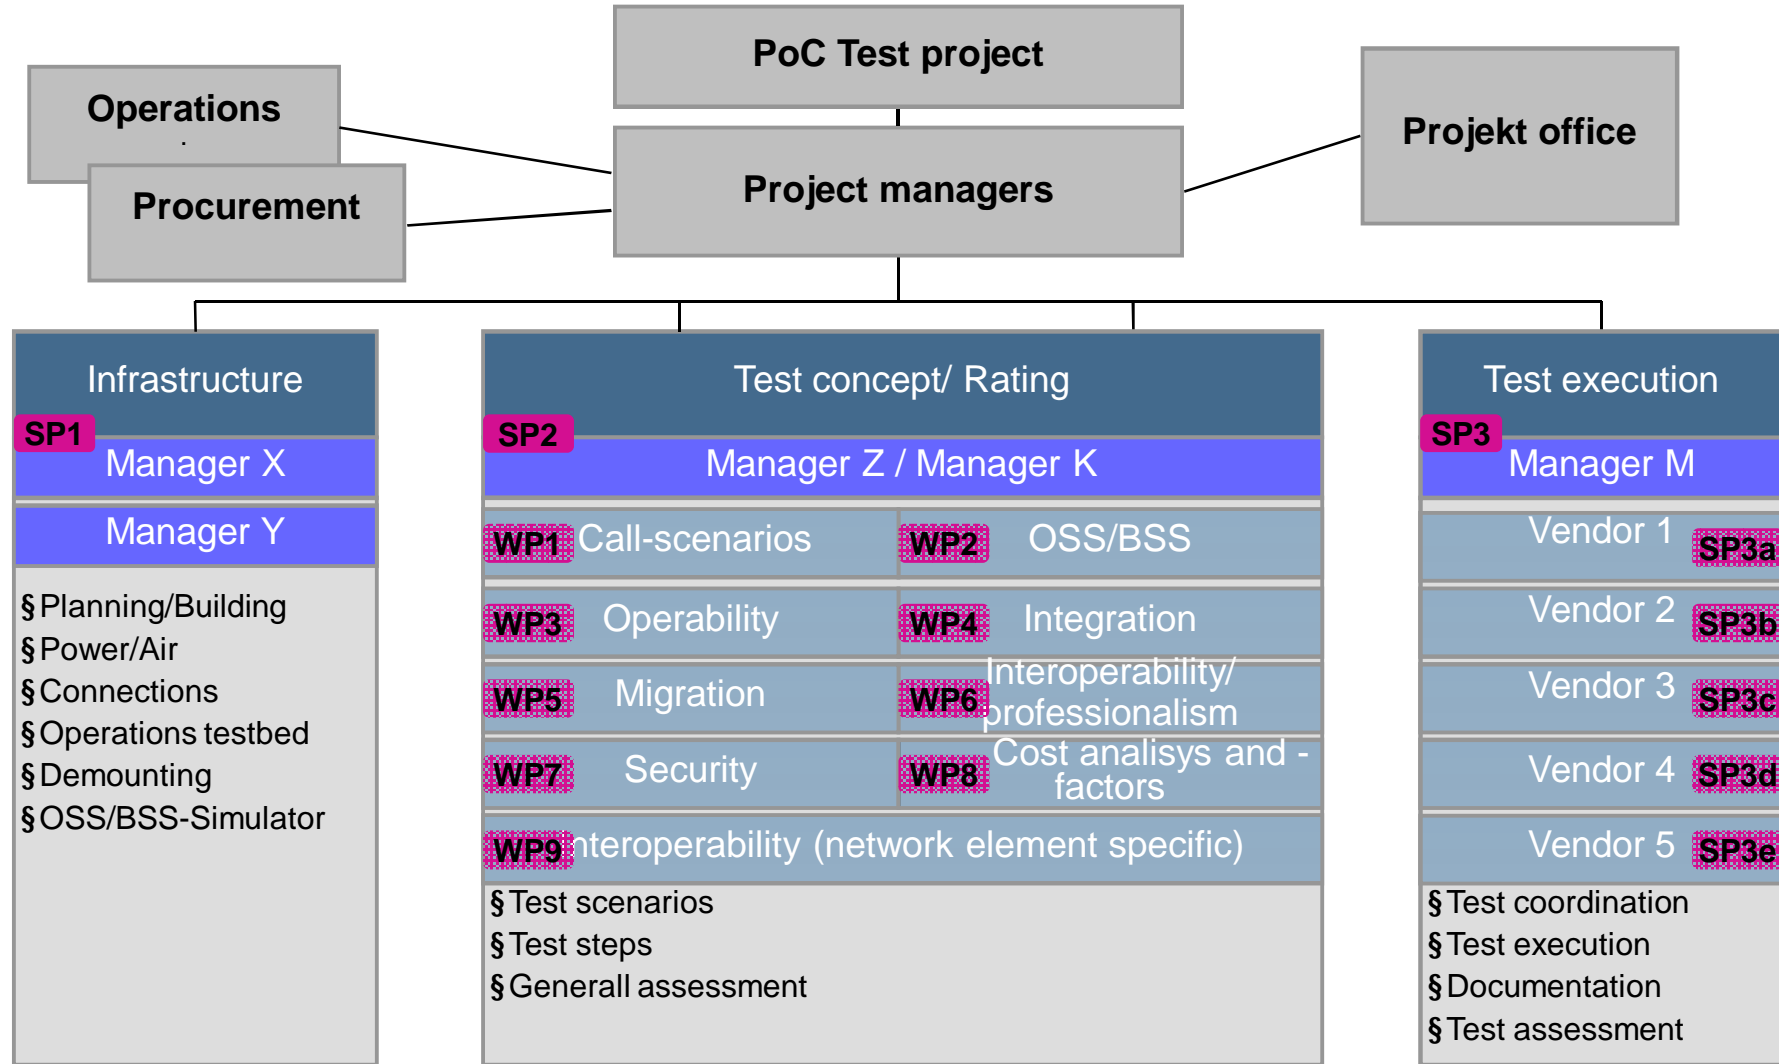 PoC Test project
Operations
.
Procurement
Project managers
Projekt office
Infrastructure
SP1
Manager X
Manager Y
§Planning/Building
§Power/Air
§Connections
§Operations testbed
§Demounting
§OSS/BSS-Simulator
Test concept/ Rating
SP2
Manager Z / Manager K
WP1 Call-scenarios
WP2 OSS/BSS
WP3 Operability
WP4 Integration
WP5 Migration
WP6 Interoperability/
professionalism
WP7 Security
WP8 Cost analisys and -
factors
WP9 nteroperability (network element specific)
§Test scenarios
§Test steps
§Generall assessment
Test execution
SP3
Manager M
Vendor 1 SP3a
Vendor 2 SP3b
Vendor 3 SP3c
Vendor 4 SP3d
Vendor 5 SP3e
§Test coordination
§Test execution
§Documentation
§Test assessment